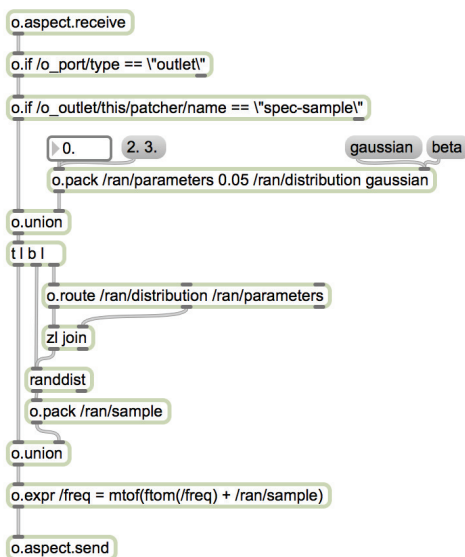 o.aspect.receive
o.if /o_port/type == \"outlet\"
o.if /o_outlet/this/patcher/name == \"spec-sample\"
0. 2. 3. gaussian beta
o.pack /ran/parameters 0.05 /ran/distribution gaussian
o.union
t l b l
o.route /ran/distribution /ran/parameters
zl join
randdist
o.pack /ran/sample
o.union
o.expr /freq = mtof(ftom(/freq) + /ran/sample)
o.aspect.send